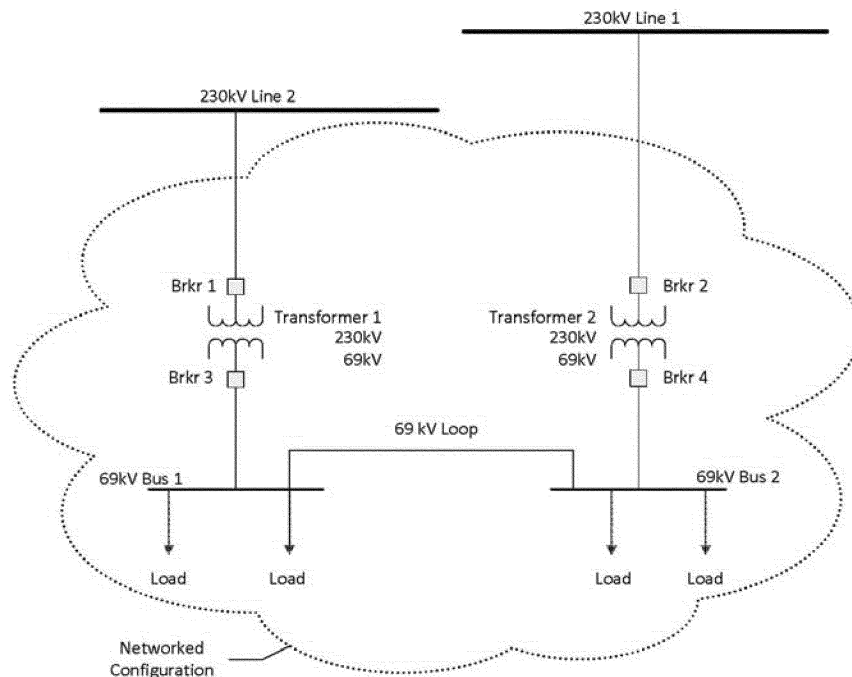 230kV Line 1
230kV Line 2
Brkr 1
Brkr 2
Transformer 1
230kV
69kV
Transformer 2
230kV
69kV
Brkr 3
Brkr 4
69 kV Loop
69kV Bus 1
69kV Bus 2
Load
Load
Load
Load
Networked
Configuration